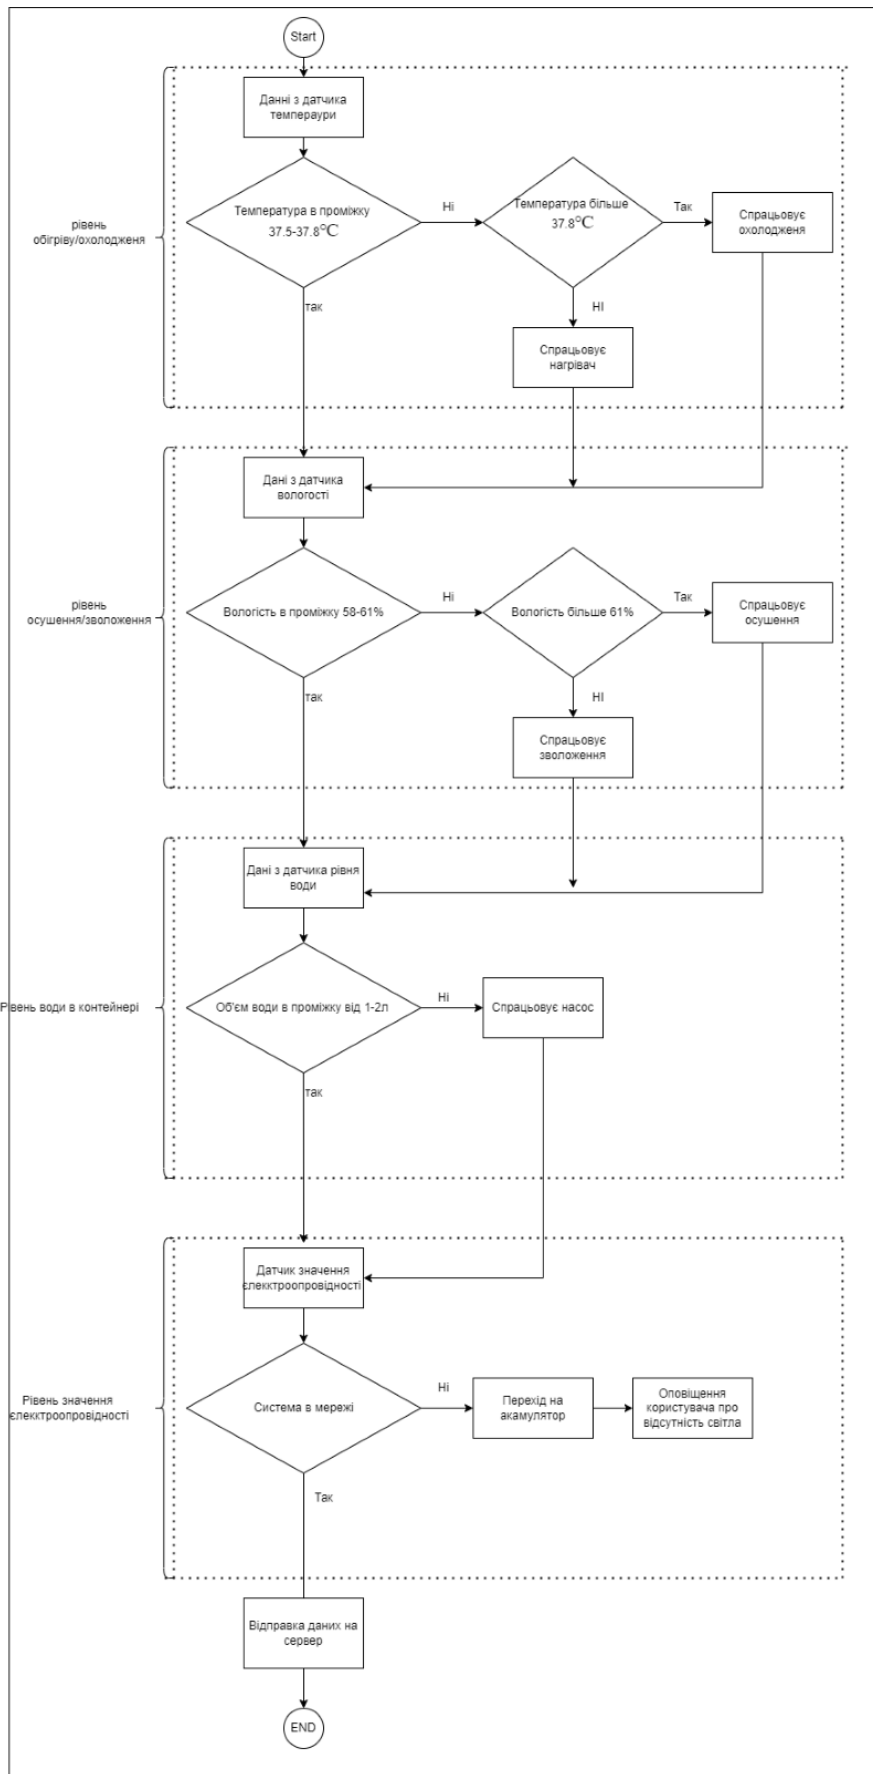 Start
Данні з датчика
темпераури
рівень
обігріву/охолодженя
Температура в проміжку
37.5-37.8°C
Ні
Температура більше
37.8°C
Так
Спрацьовує
охолодженя
так
НІ
Спрацьовує
нагрівач
Дані з датчика
вологості
рівень
осушення/зволоження
Вологість в проміжку 58-61%
Ні
Вологість більше 61%
Так
Спрацьовує
осушення
так
НІ
Спрацьовує
зволоження
Дані з датчика рівня
води
Рівень води в контейнері
Об'єм води в проміжку від 1-2л
Ні
Спрацьовує насос
так
Датчик значення
єлекктроопровідності
Рівень значення
єлекктроопровідності
Система в мережі
Ні
Перехід на
акамулятор
Оповіщення
користувача про
відсутність світла
Так
Відправка даних на
сервер
END